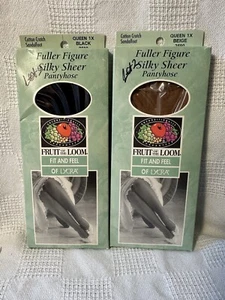 Cotton Crotch
Sandalfoot
QUEEN 1X
BLACK
Fuller Figure
Silky Sheer
Pantyhose
FRUIT OF THE LOOM
FIT AND FEEL
OF LYCRA
Cotton Crotch
Sandalfoot
QUEEN 1X
BEIGE
Fuller Figure
Silky Sheer
Pantyhose
FRUIT OF THE LOOM
FIT AND FEEL
OF LYCRA